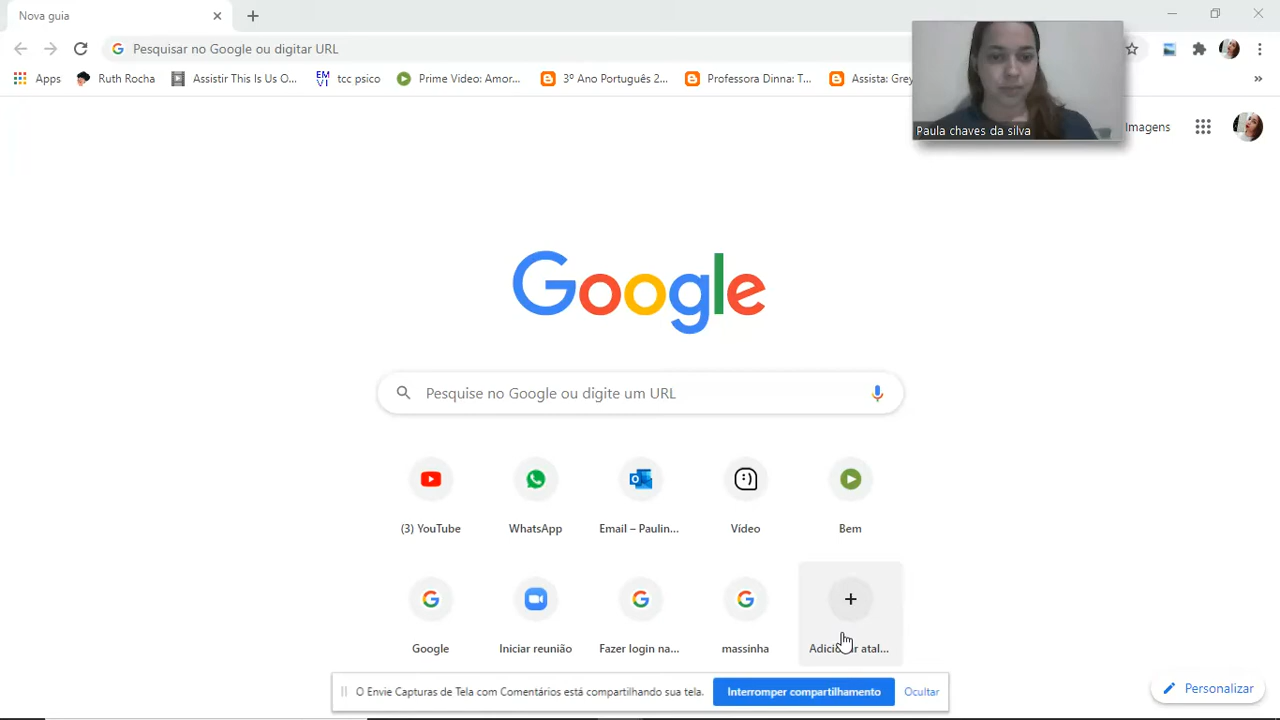 Nova guia
Pesquisar no Google ou digitar URL
Apps
Ruth Rocha
Assistir This Is Us O...
EM VI
tcc psico
Prime Video: Amor...
3º Ano Português 2...
Professora Dinna: T...
Assista: Grey
Paula chaves da silva
Imagens
Google
Pesquise no Google ou digite um URL
(3) YouTube
WhatsApp
Email – Paulin...
Vídeo
Bem
Google
Iniciar reunião
Fazer login na...
massinha
Adicionar atal...
O Envie Capturas de Tela com Comentários está compartilhando sua tela.
Interromper compartilhamento
Ocultar
Personalizar